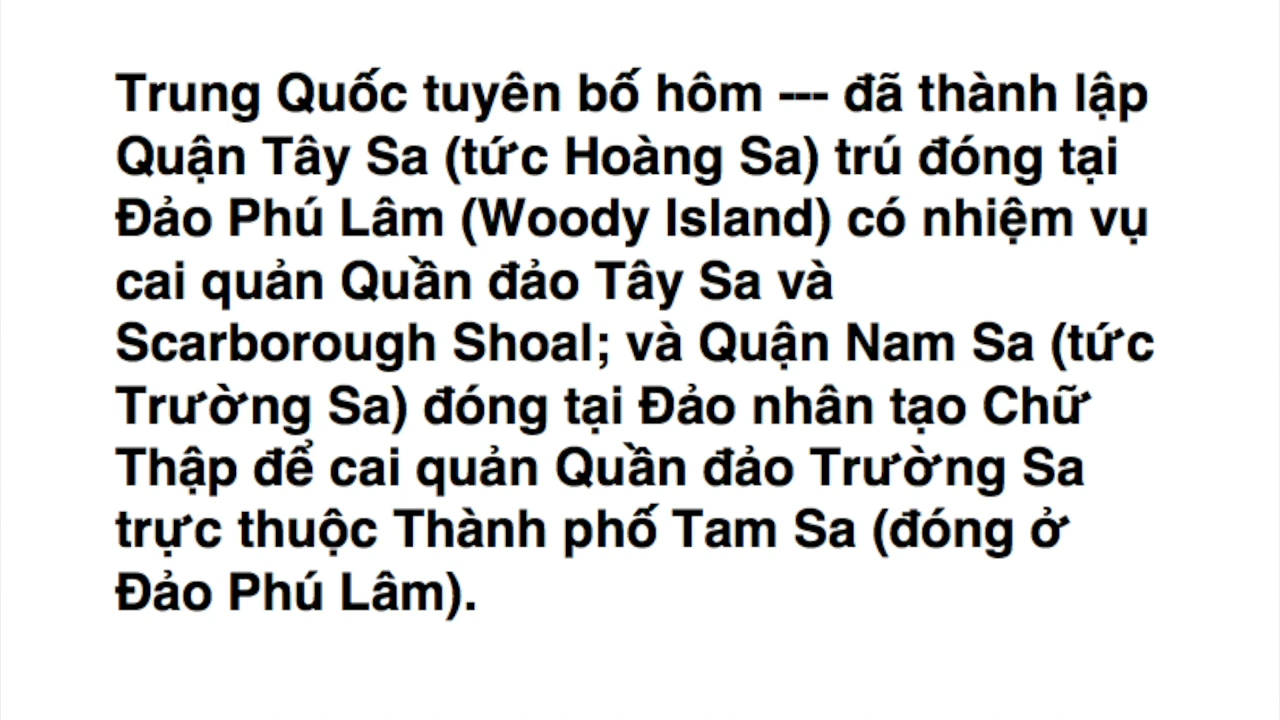 Trung Quốc tuyên bố hôm --- đã thành lập
Quận Tây Sa (tức Hoàng Sa) trú đóng tại
Đảo Phú Lâm (Woody Island) có nhiệm vụ
cai quản Quần đảo Tây Sa và
Scarborough Shoal; và Quận Nam Sa (tức
Trường Sa) đóng tại Đảo nhân tạo Chữ
Thập để cai quản Quần đảo Trường Sa
trực thuộc Thành phố Tam Sa (đóng ở
Đảo Phú Lâm).